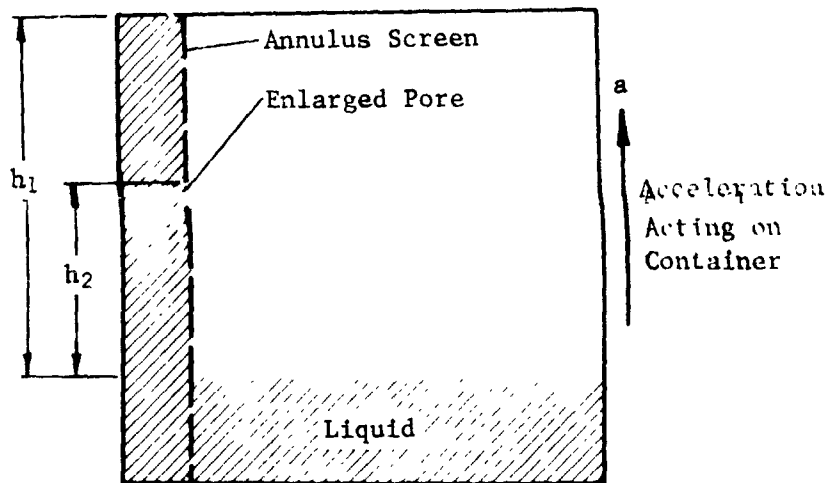 Annulus Screen
Enlarged Pore
a
h1
Acceleration
Acting on
Container
h2
Liquid